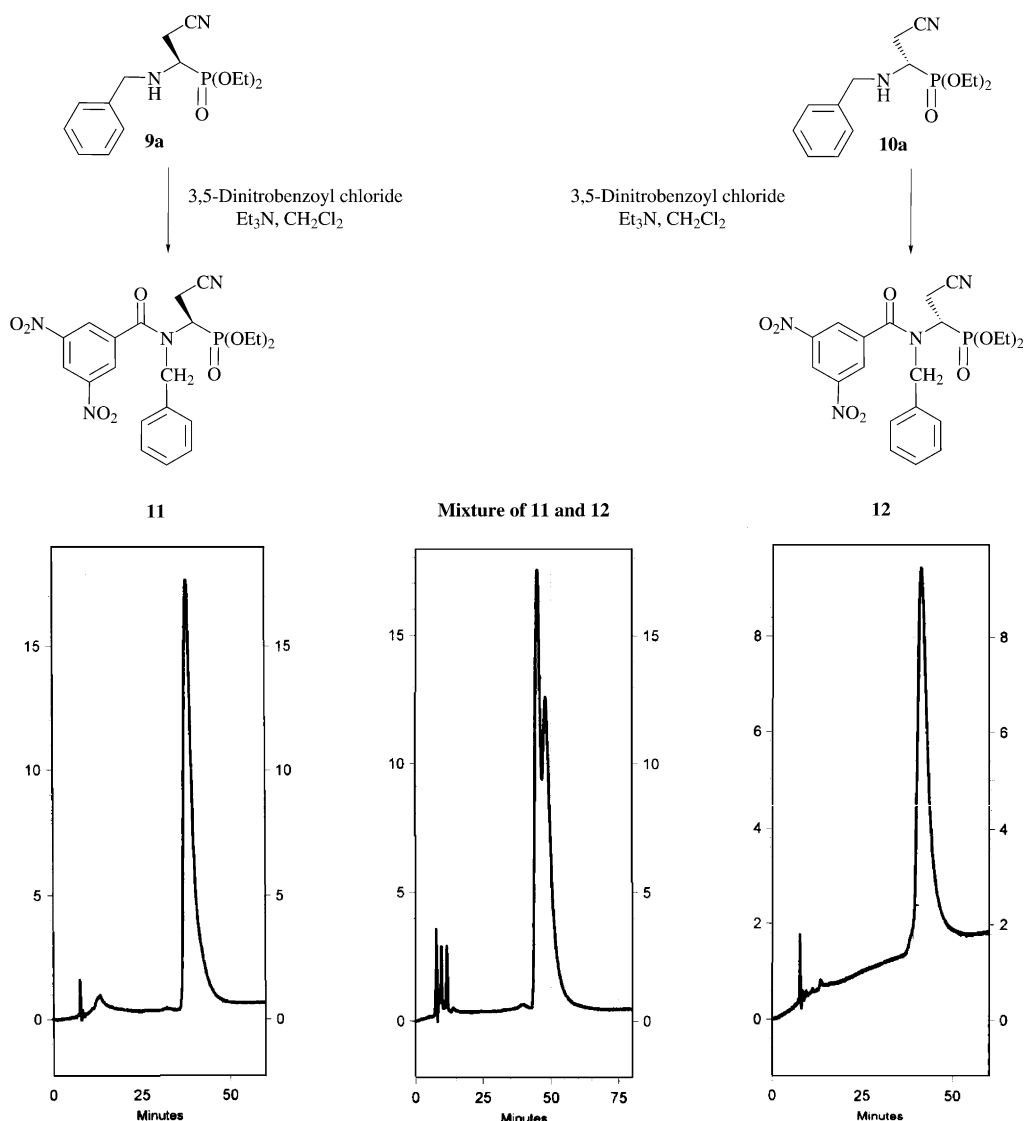 CN
N
H
P(OEt)2
O
9a
CN
N
H
P(OEt)2
O
10a
3,5-Dinitrobenzoyl chloride
Et3N, CH2Cl2
3,5-Dinitrobenzoyl chloride
Et3N, CH2Cl2
O
CN
O2N
N
P(OEt)2
O
CH2
NO2
O
CN
O2N
N
P(OEt)2
O
CH2
NO2
11
Mixture of 11 and 12
12
15
10
5
0
15
10
5
0
0
50
Minutes
15
10
5
0
15
10
5
0
0
25
50
75
Minutes
8
6
4
2
0
8
6
4
2
0
0
25
50
Minutes